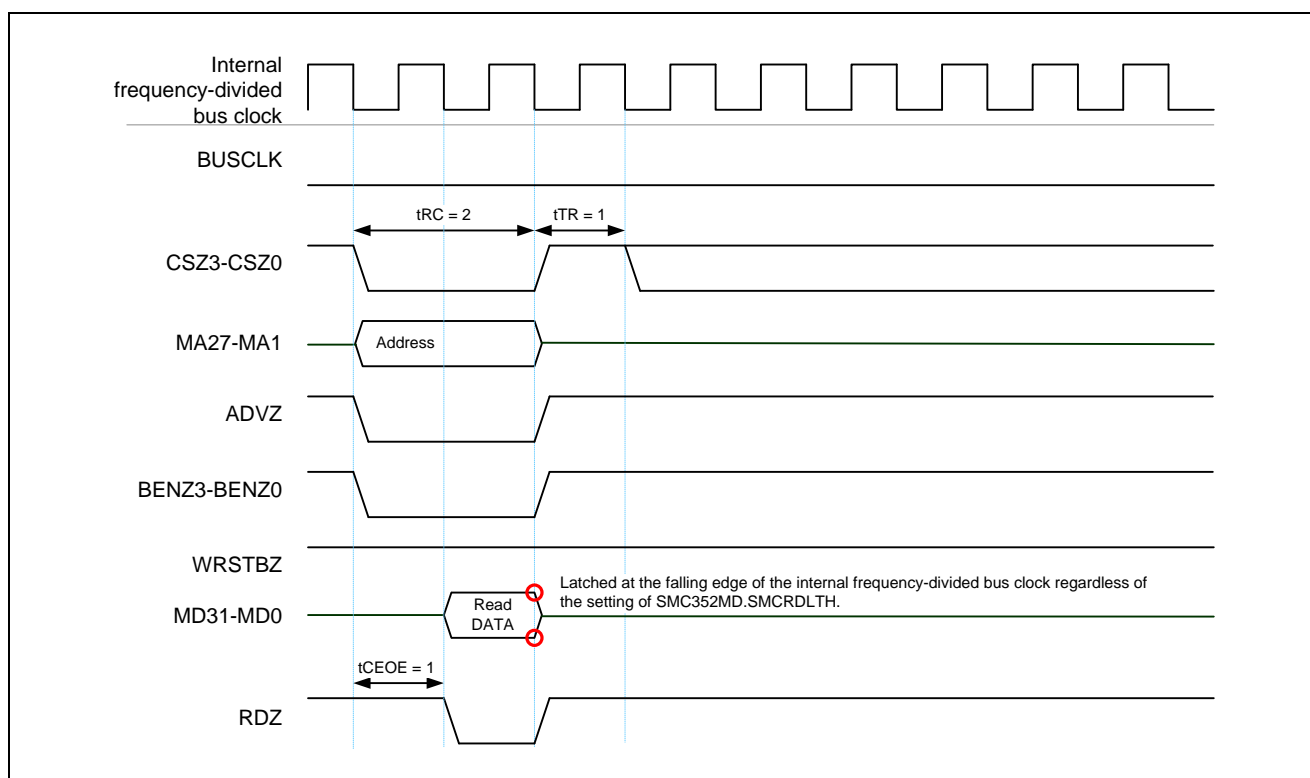 Internal
frequency-divided
bus clock
BUSCLK
tRC = 2
tTR = 1
CSZ3-CSZ0
MA27-MA1
Address
ADVZ
BENZ3-BENZ0
WRSTBZ
Latched at the falling edge of the internal frequency-divided bus clock regardless of
the setting of SMC352MD.SMCRDLTH.
MD31-MD0
Read
DATA
tCEOE = 1
RDZ